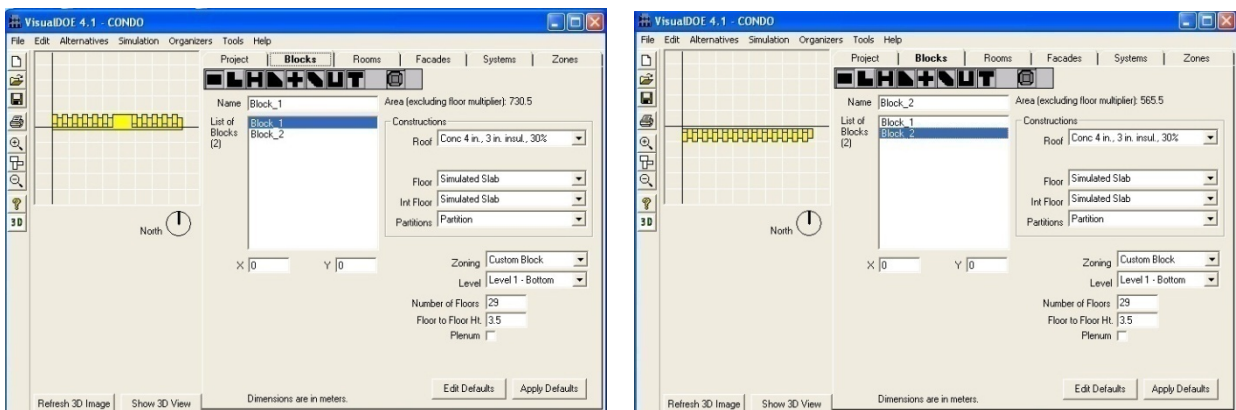 VisualDOE 4.1 - CONDO
File Edit Alternatives Simulation Organizers Tools Help
Project Blocks Rooms Facades Systems Zones
Name Block_1 Area (excluding floor multiplier): 730.5
List of Blocks (2)
Block_1
Block_2
Constructions
Roof Conc 4 in., 3 in. insul., 30%
Floor Simulated Slab
Int Floor Simulated Slab
Partitions Partition
North
X 0 Y 0
Zoning Custom Block
Level Level 1 - Bottom
Number of Floors 29
Floor to Floor Ht. 3.5
Plenum
3D
Edit Defaults Apply Defaults
Refresh 3D Image Show 3D View Dimensions are in meters.
VisualDOE 4.1 - CONDO
File Edit Alternatives Simulation Organizers Tools Help
Project Blocks Rooms Facades Systems Zones
Name Block_2 Area (excluding floor multiplier): 565.5
List of Blocks (2)
Block_1
Block_2
Constructions
Roof Conc 4 in., 3 in. insul., 30%
Floor Simulated Slab
Int Floor Simulated Slab
Partitions Partition
North
X 0 Y 0
Zoning Custom Block
Level Level 1 - Bottom
Number of Floors 29
Floor to Floor Ht. 3.5
Plenum
3D
Edit Defaults Apply Defaults
Refresh 3D Image Show 3D View Dimensions are in meters.